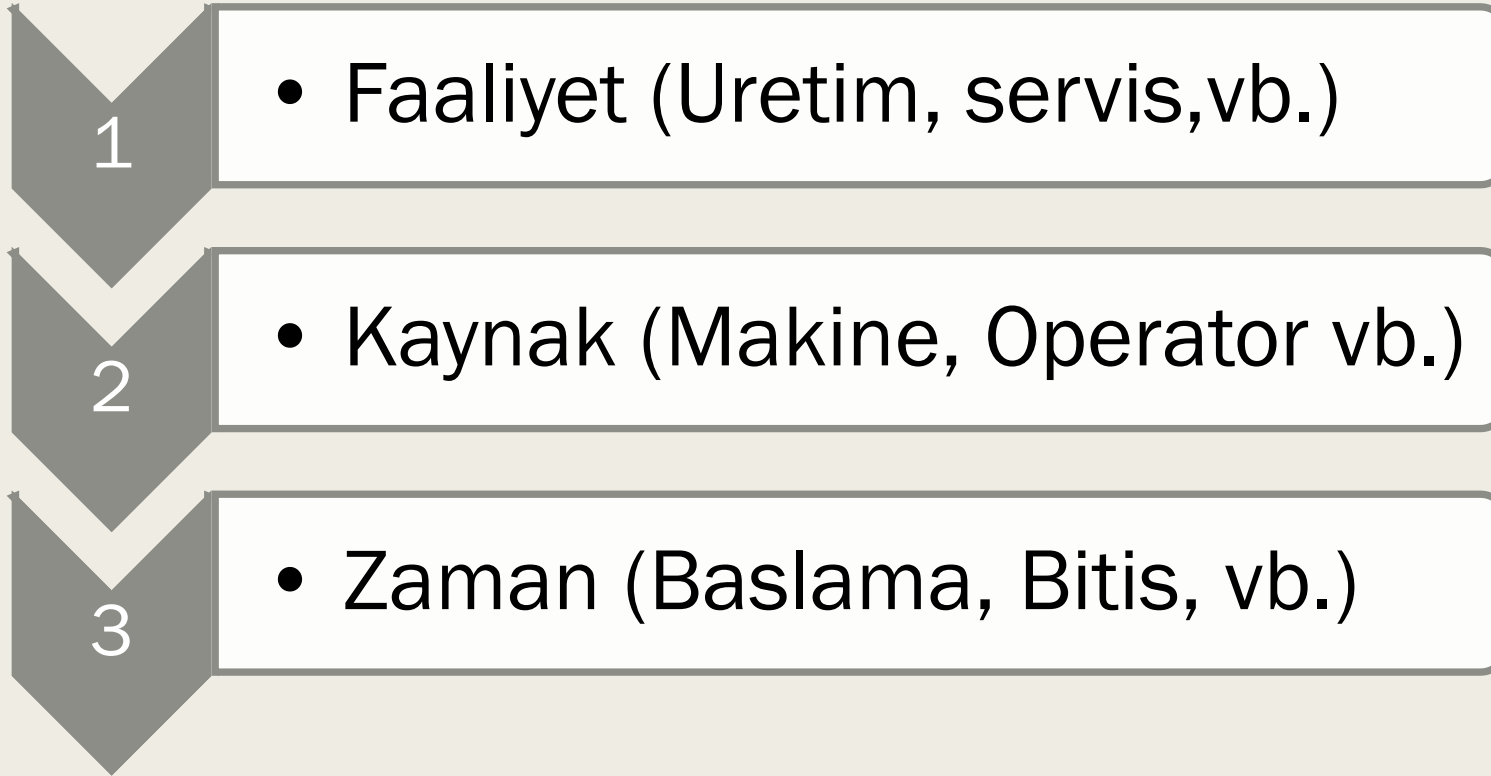 1
• Faaliyet (Uretim, servis,vb.)
2
• Kaynak (Makine, Operator vb.)
3
• Zaman (Baslama, Bitis, vb.)